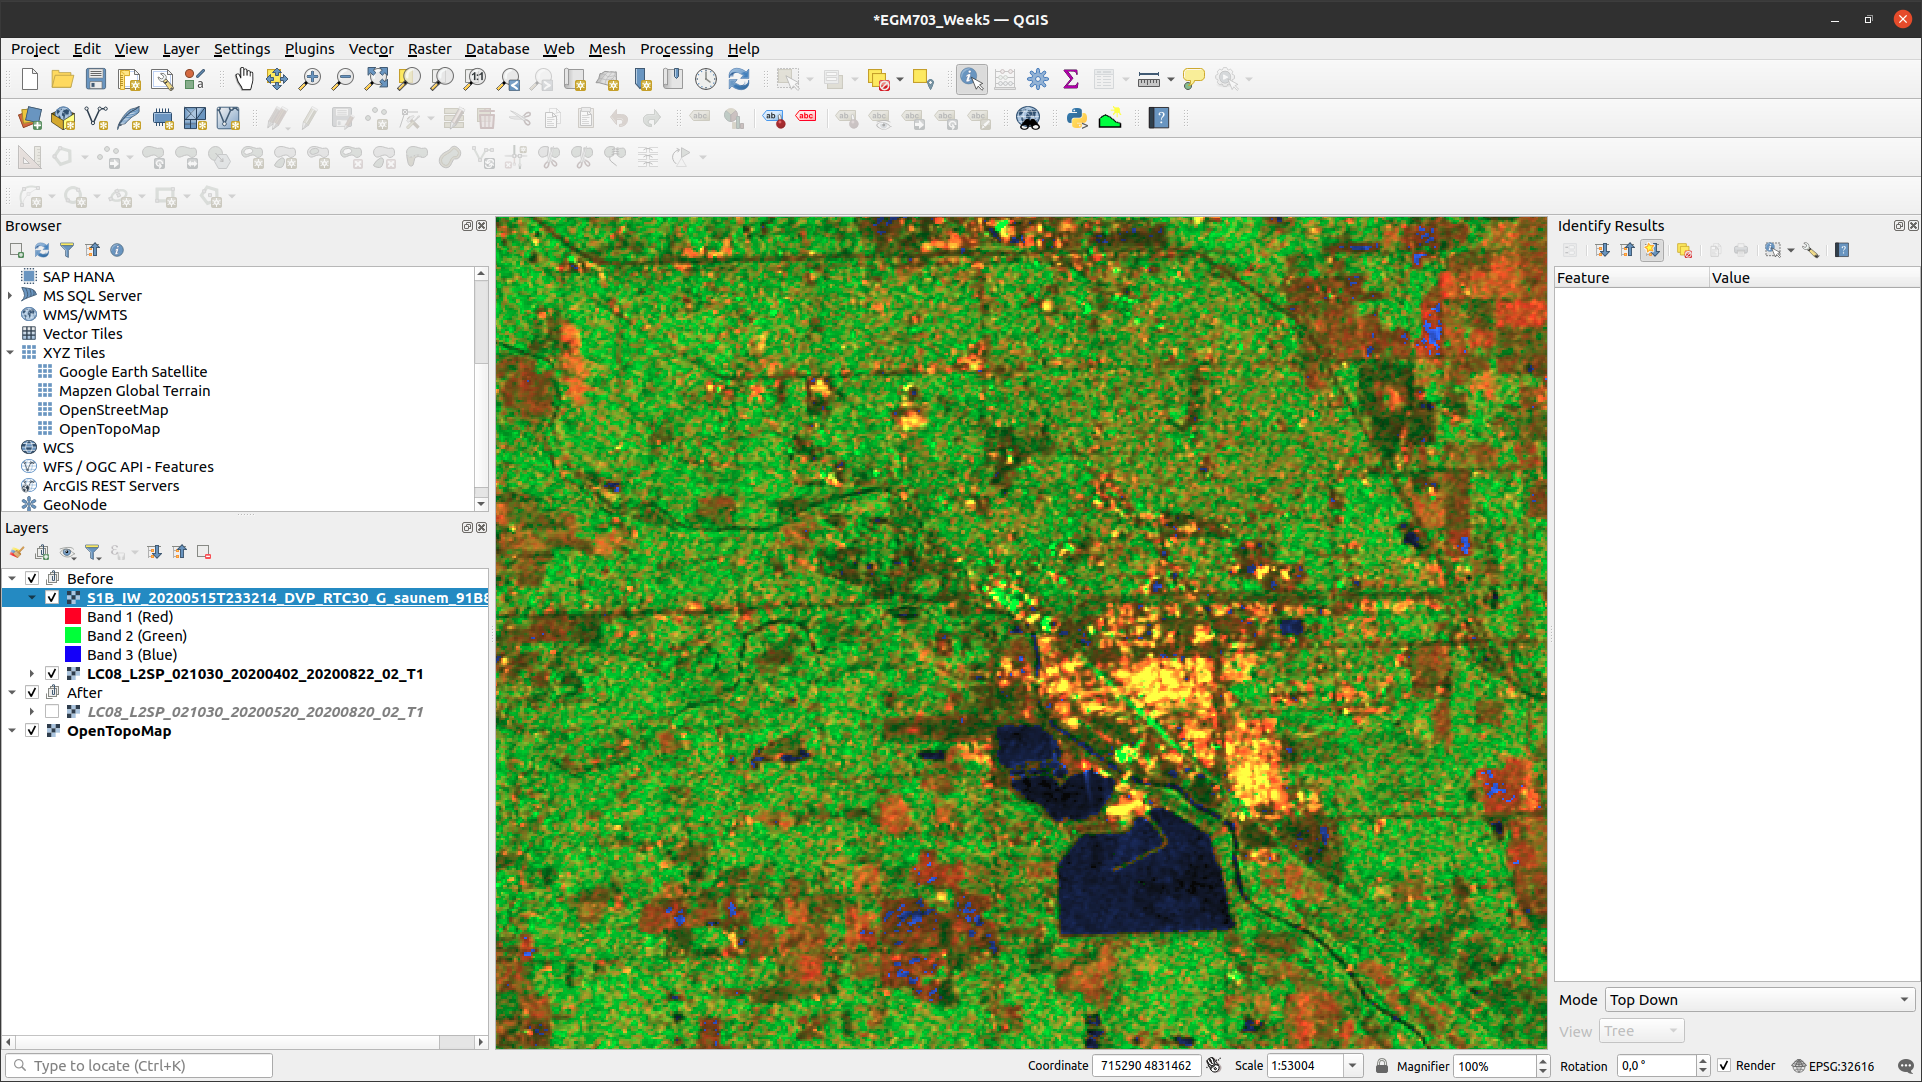 *EGM703_Week5 — QGIS
Project Edit View Layer Settings Plugins Vector Raster Database Web Mesh Processing Help
Browser
SAP HANA
MS SQL Server
WMS/WMTS
Vector Tiles
XYZ Tiles
Google Earth Satellite
Mapzen Global Terrain
OpenStreetMap
OpenTopoMap
WCS
WFS / OGC API - Features
ArcGIS REST Servers
GeoNode
Layers
Before
S1B_IW_20200515T233214_DVP_RTC30_G_saunem_91B8
Band 1 (Red)
Band 2 (Green)
Band 3 (Blue)
LC08_L2SP_021030_20200402_20200822_02_T1
After
LC08_L2SP_021030_20200520_20200820_02_T1
OpenTopoMap
Identify Results
Feature Value
Mode Top Down
View Tree
Type to locate (Ctrl+K)
Coordinate 715290 4831462 Scale 1:53004 Magnifier 100% Rotation 0,0 ° Render EPSG:32616